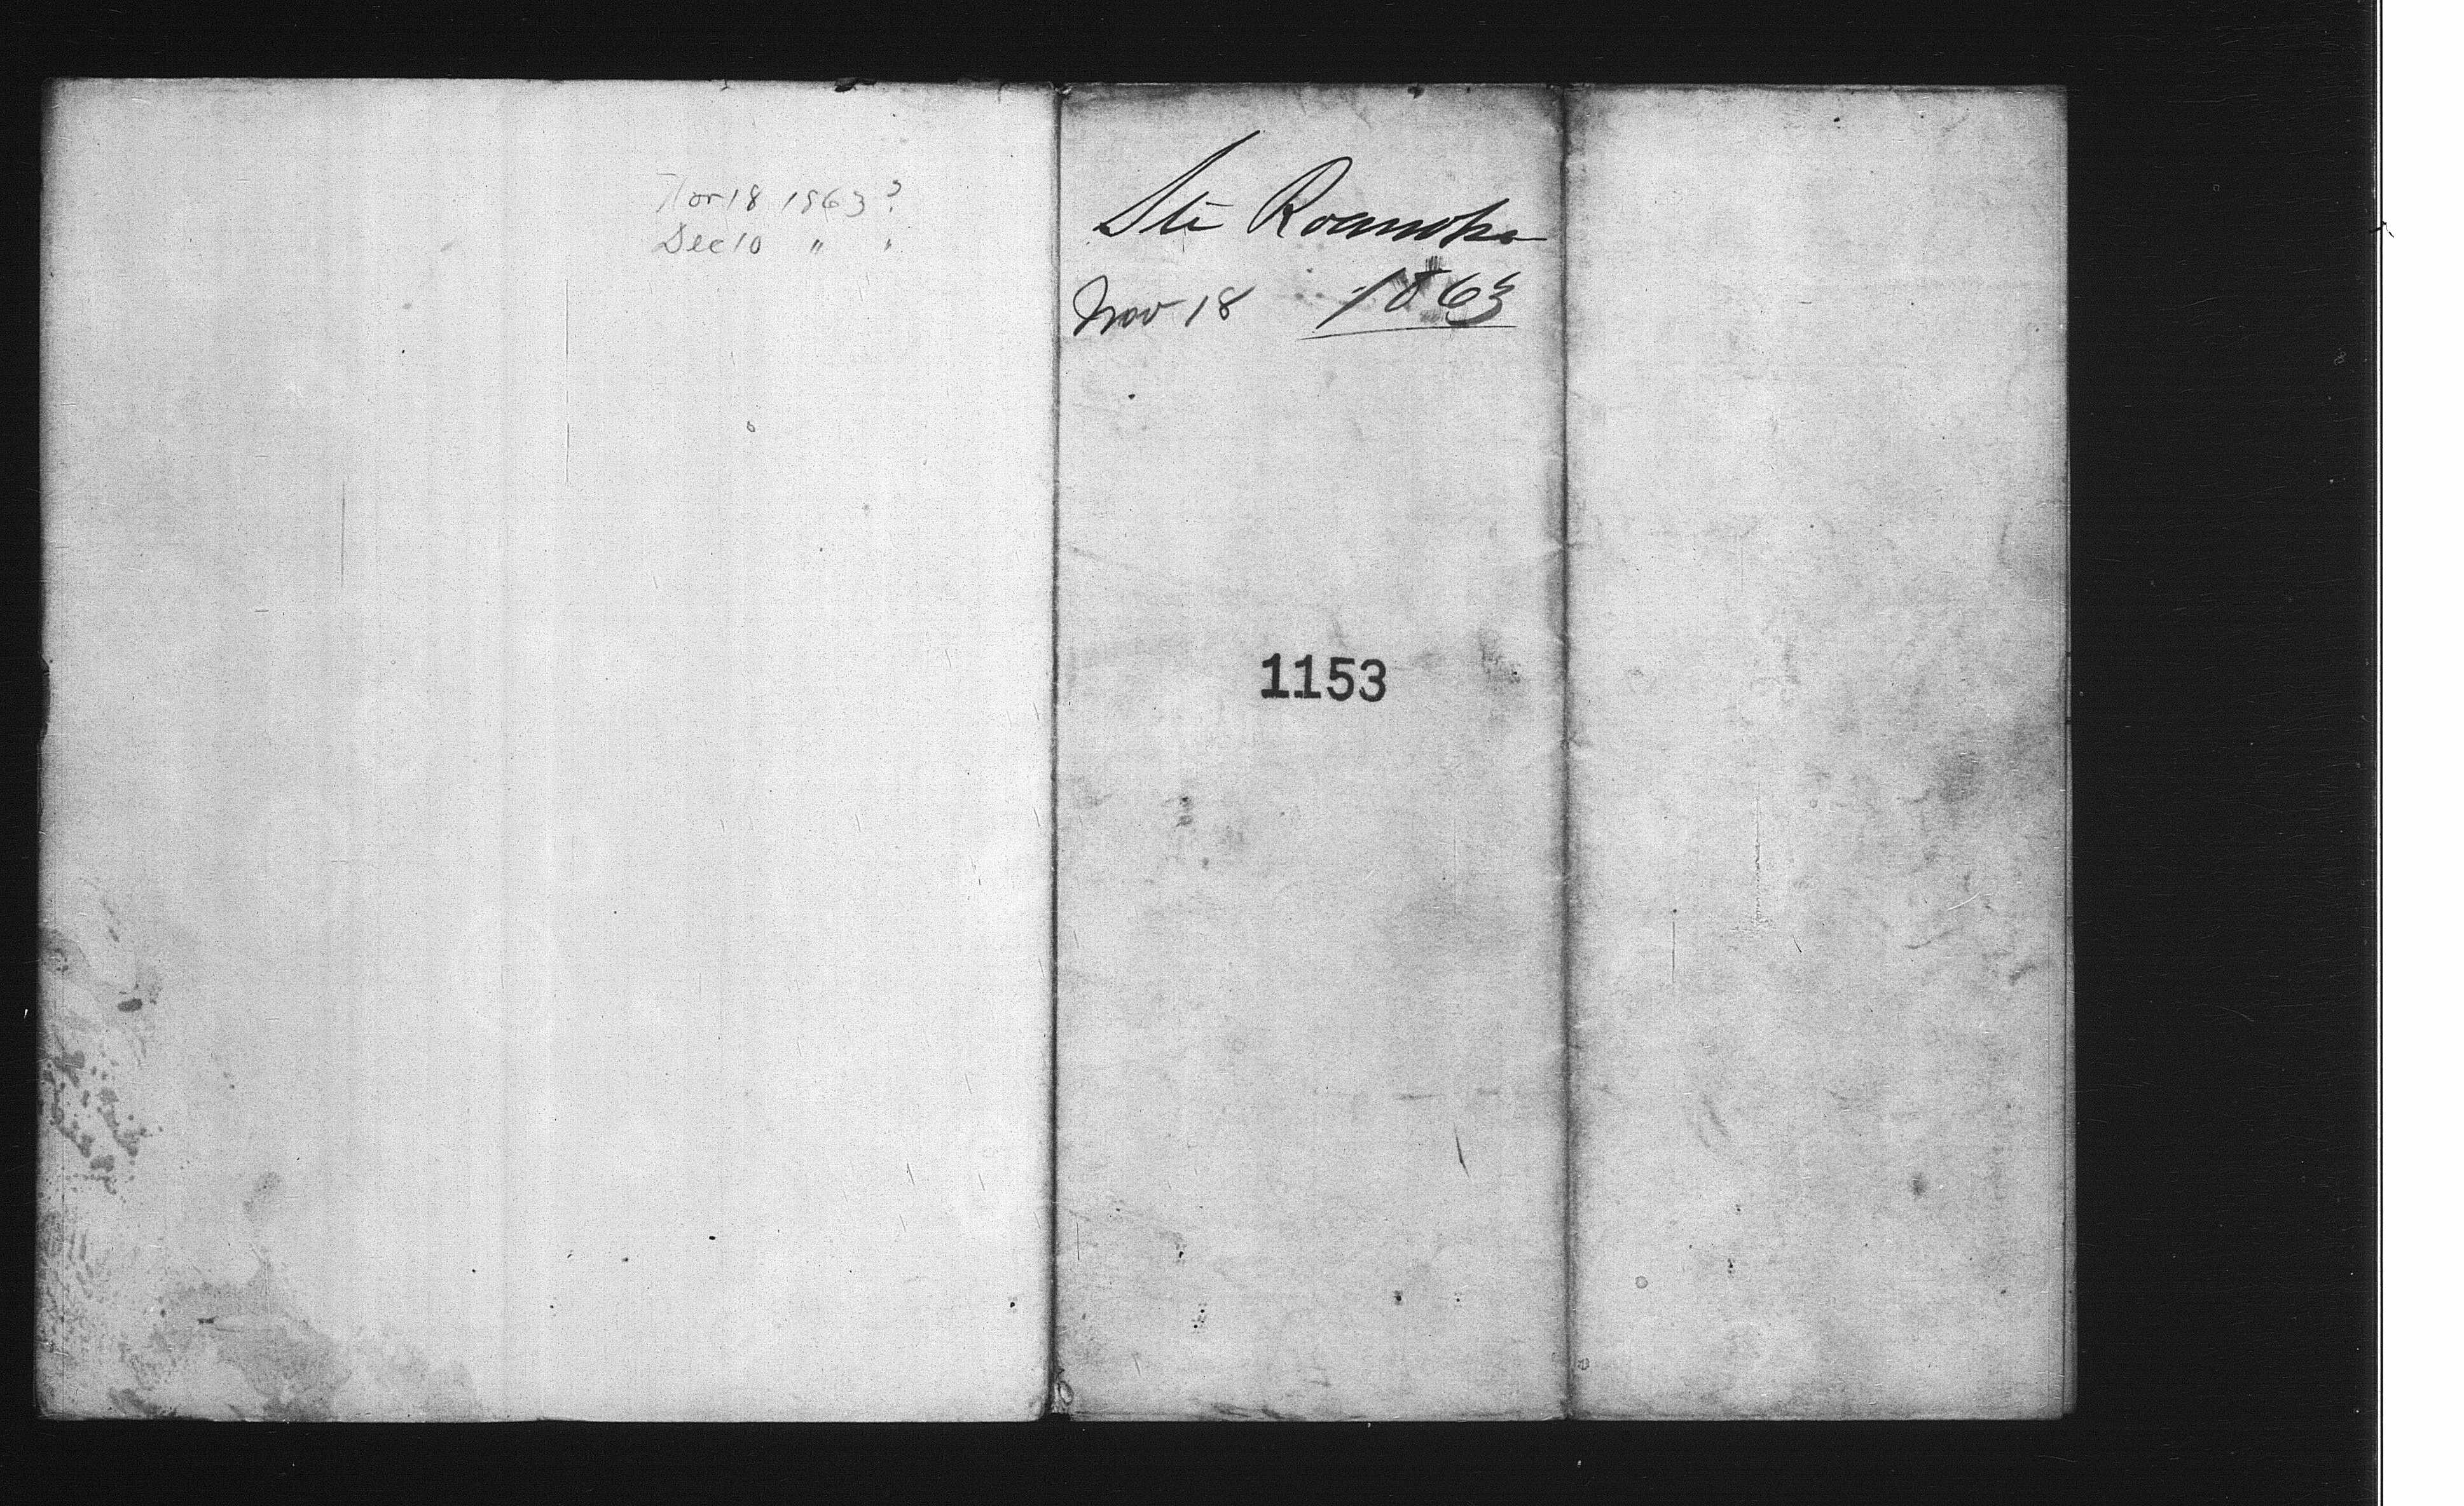 Nov 18 1863?
Dec 10 " "
Str Roanoke
Nov 18 1863
1153